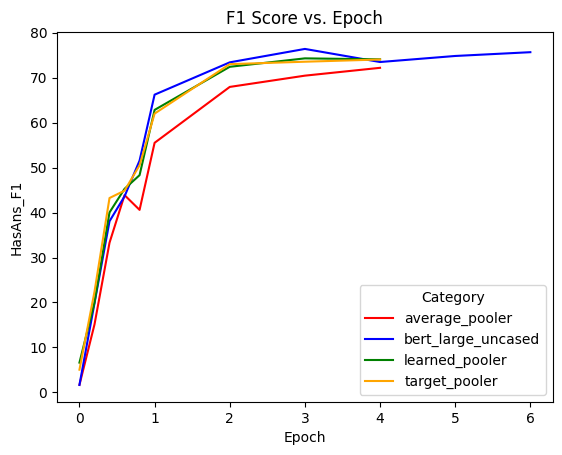 F1 Score vs. Epoch
HasAns_F1
80
70
60
50
40
30
20
10
0
0 1 2 3 4 5 6
Epoch
Category
average_pooler
bert_large_uncased
learned_pooler
target_pooler